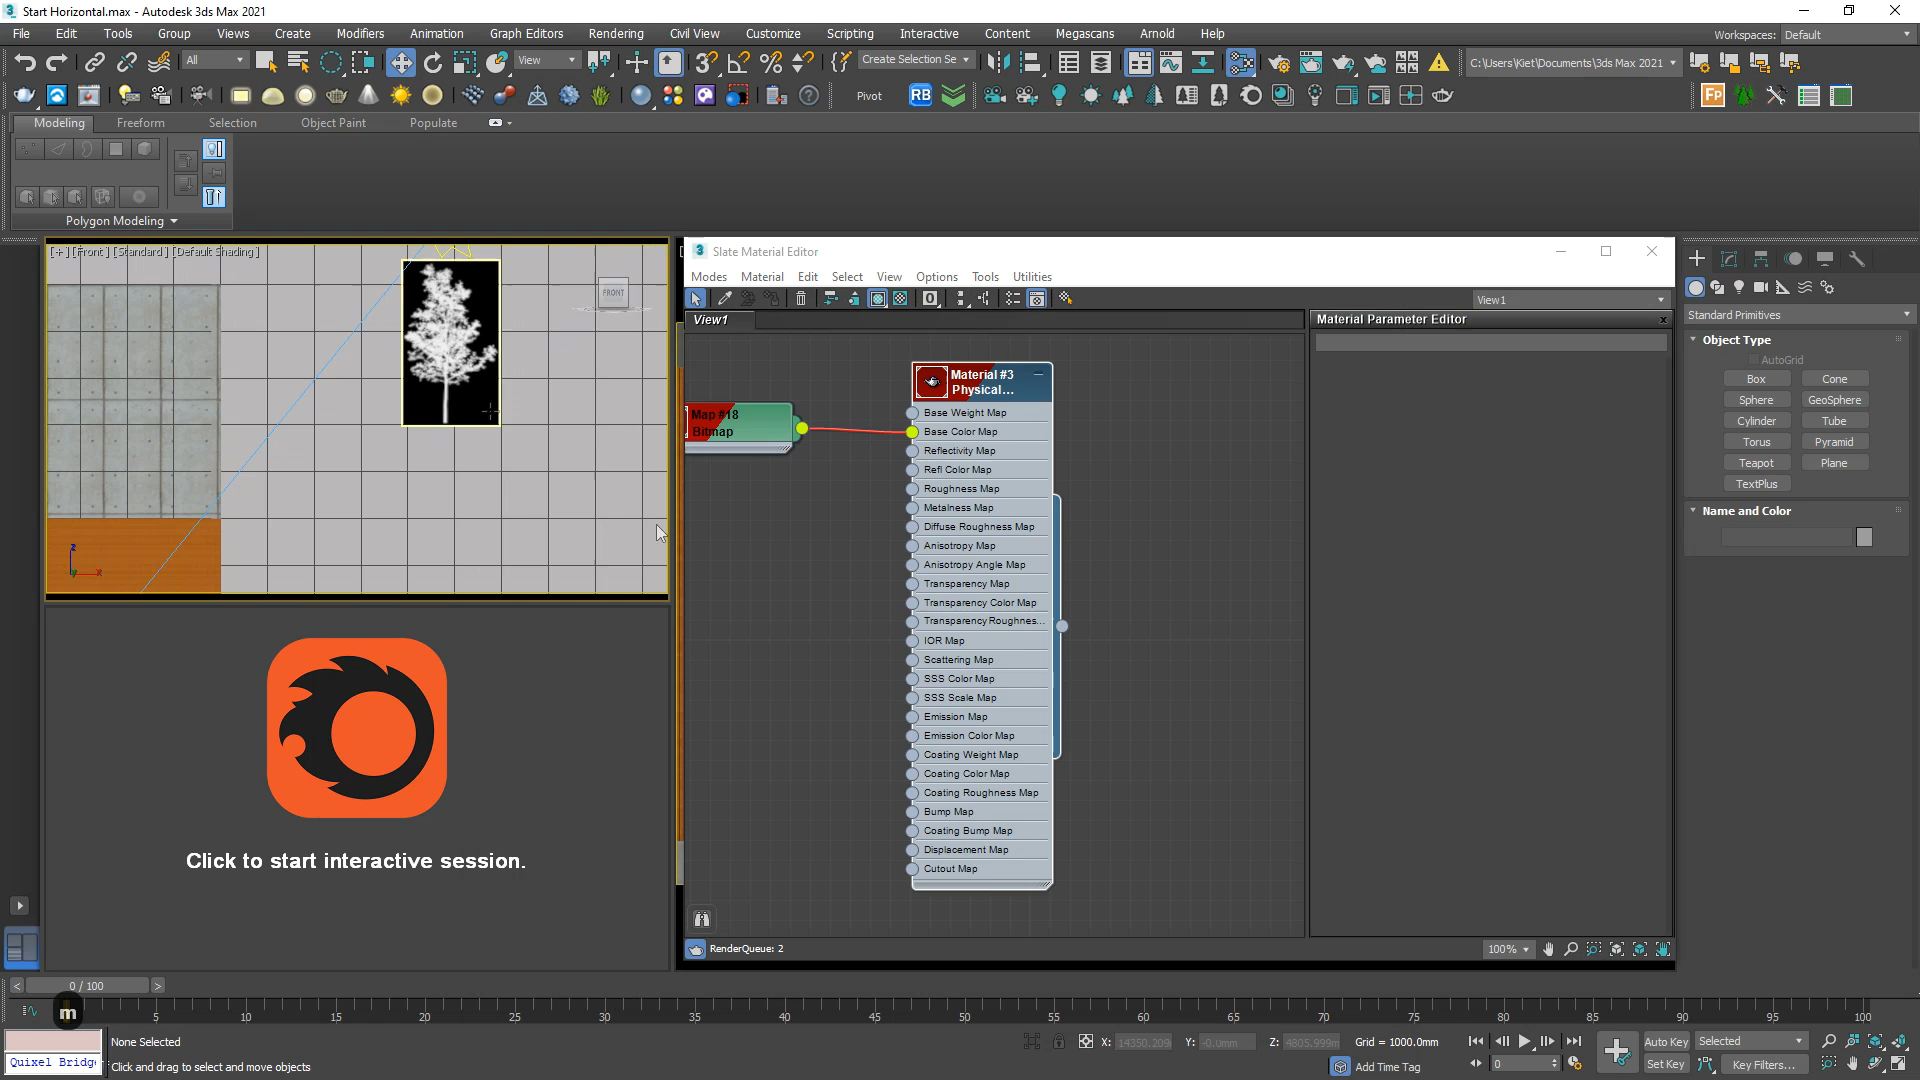 Start Horizontal.max - Autodesk 3ds Max 2021
File Edit Tools Group Views Create Modifiers Animation Graph Editors Rendering Civil View Customize Scripting Interactive Content Megascans Arnold Help
Workspaces: Default
All View Create Selection Se C:\Users\Kiet\Documents\3ds Max 2021
Pivot RB Fp
Modeling Freeform Selection Object Paint Populate
Polygon Modeling
[+] [Front] [Standard] [Default Shading]
FRONT
z
x
Click to start interactive session.
3 Slate Material Editor
Modes Material Edit Select View Options Tools Utilities
View1
View1
Material Parameter Editor x
Map #18
Bitmap
Material #3
Physical...
Base Weight Map
Base Color Map
Reflectivity Map
Refl Color Map
Roughness Map
Metalness Map
Diffuse Roughness Map
Anisotropy Map
Anisotropy Angle Map
Transparency Map
Transparency Color Map
Transparency Roughnes...
IOR Map
Scattering Map
SSS Color Map
SSS Scale Map
Emission Map
Emission Color Map
Coating Weight Map
Coating Color Map
Coating Roughness Map
Bump Map
Coating Bump Map
Displacement Map
Cutout Map
RenderQueue: 2
100%
Standard Primitives
Object Type
AutoGrid
Box Cone
Sphere GeoSphere
Cylinder Tube
Torus Pyramid
Teapot Plane
TextPlus
Name and Color
< 0 / 100 >
m 5 10 15 20 25 30 35 40 45 50 55 60 65 70 75 80 85 90 95 100
None Selected
X: 14350.209 Y: -0.0mm Z: 4805.999m Grid = 1000.0mm
Auto Key Selected
Quixel Bridg
Click and drag to select and move objects
Add Time Tag
0
Set Key Key Filters...